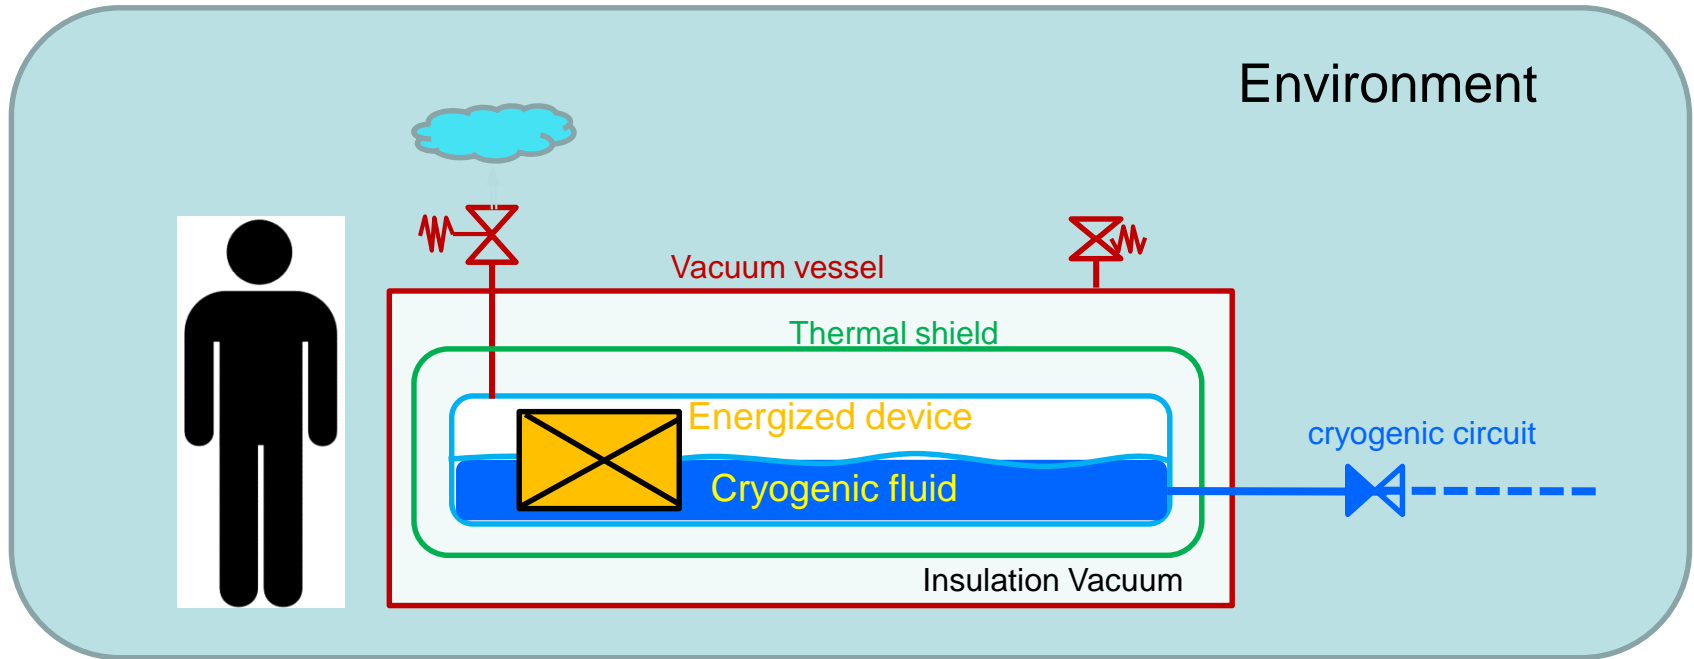 Environment
Vacuum vessel
Thermal shield
Energized device
cryogenic circuit
Cryogenic fluid
Insulation Vacuum